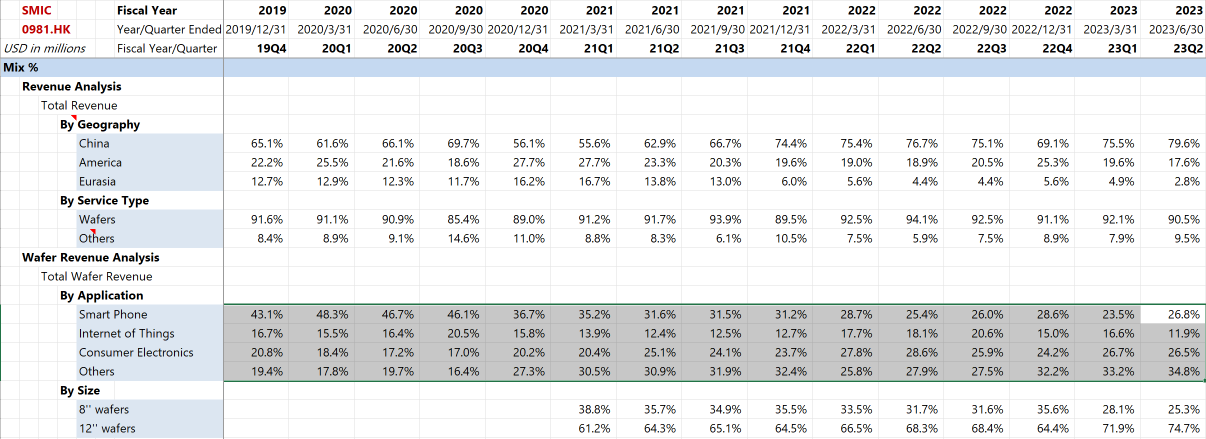 SMIC Fiscal Year 2019 2020 2020 2020 2020 2021 2021 2021 2021 2022 2022 2022 2022 2023 2023
0981.HK Year/Quarter Ended 2019/12/31 2020/3/31 2020/6/30 2020/9/30 2020/12/31 2021/3/31 2021/6/30 2021/9/30 2021/12/31 2022/3/31 2022/6/30 2022/9/30 2022/12/31 2023/3/31 2023/6/30
USD in millions Fiscal Year/Quarter 19Q4 20Q1 20Q2 20Q3 20Q4 21Q1 21Q2 21Q3 21Q4 22Q1 22Q2 22Q3 22Q4 23Q1 23Q2
Mix %
Revenue Analysis
Total Revenue
By Geography
China 65.1% 61.6% 66.1% 69.7% 56.1% 55.6% 62.9% 66.7% 74.4% 75.4% 76.7% 75.1% 69.1% 75.5% 79.6%
America 22.2% 25.5% 21.6% 18.6% 27.7% 27.7% 23.3% 20.3% 19.6% 19.0% 18.9% 20.5% 25.3% 19.6% 17.6%
Eurasia 12.7% 12.9% 12.3% 11.7% 16.2% 16.7% 13.8% 13.0% 6.0% 5.6% 4.4% 4.4% 5.6% 4.9% 2.8%
By Service Type
Wafers 91.6% 91.1% 90.9% 85.4% 89.0% 91.2% 91.7% 93.9% 89.5% 92.5% 94.1% 92.5% 91.1% 92.1% 90.5%
Others 8.4% 8.9% 9.1% 14.6% 11.0% 8.8% 8.3% 6.1% 10.5% 7.5% 5.9% 7.5% 8.9% 7.9% 9.5%
Wafer Revenue Analysis
Total Wafer Revenue
By Application
Smart Phone 43.1% 48.3% 46.7% 46.1% 36.7% 35.2% 31.6% 31.5% 31.2% 28.7% 25.4% 26.0% 28.6% 23.5% 26.8%
Internet of Things 16.7% 15.5% 16.4% 20.5% 15.8% 13.9% 12.4% 12.5% 12.7% 17.7% 18.1% 20.6% 15.0% 16.6% 11.9%
Consumer Electronics 20.8% 18.4% 17.2% 17.0% 20.2% 20.4% 25.1% 24.1% 23.7% 27.8% 28.6% 25.9% 24.2% 26.7% 26.5%
Others 19.4% 17.8% 19.7% 16.4% 27.3% 30.5% 30.9% 31.9% 32.4% 25.8% 27.9% 27.5% 32.2% 33.2% 34.8%
By Size
8'' wafers 38.8% 35.7% 34.9% 35.5% 33.5% 31.7% 31.6% 35.6% 28.1% 25.3%
12'' wafers 61.2% 64.3% 65.1% 64.5% 66.5% 68.3% 68.4% 64.4% 71.9% 74.7%